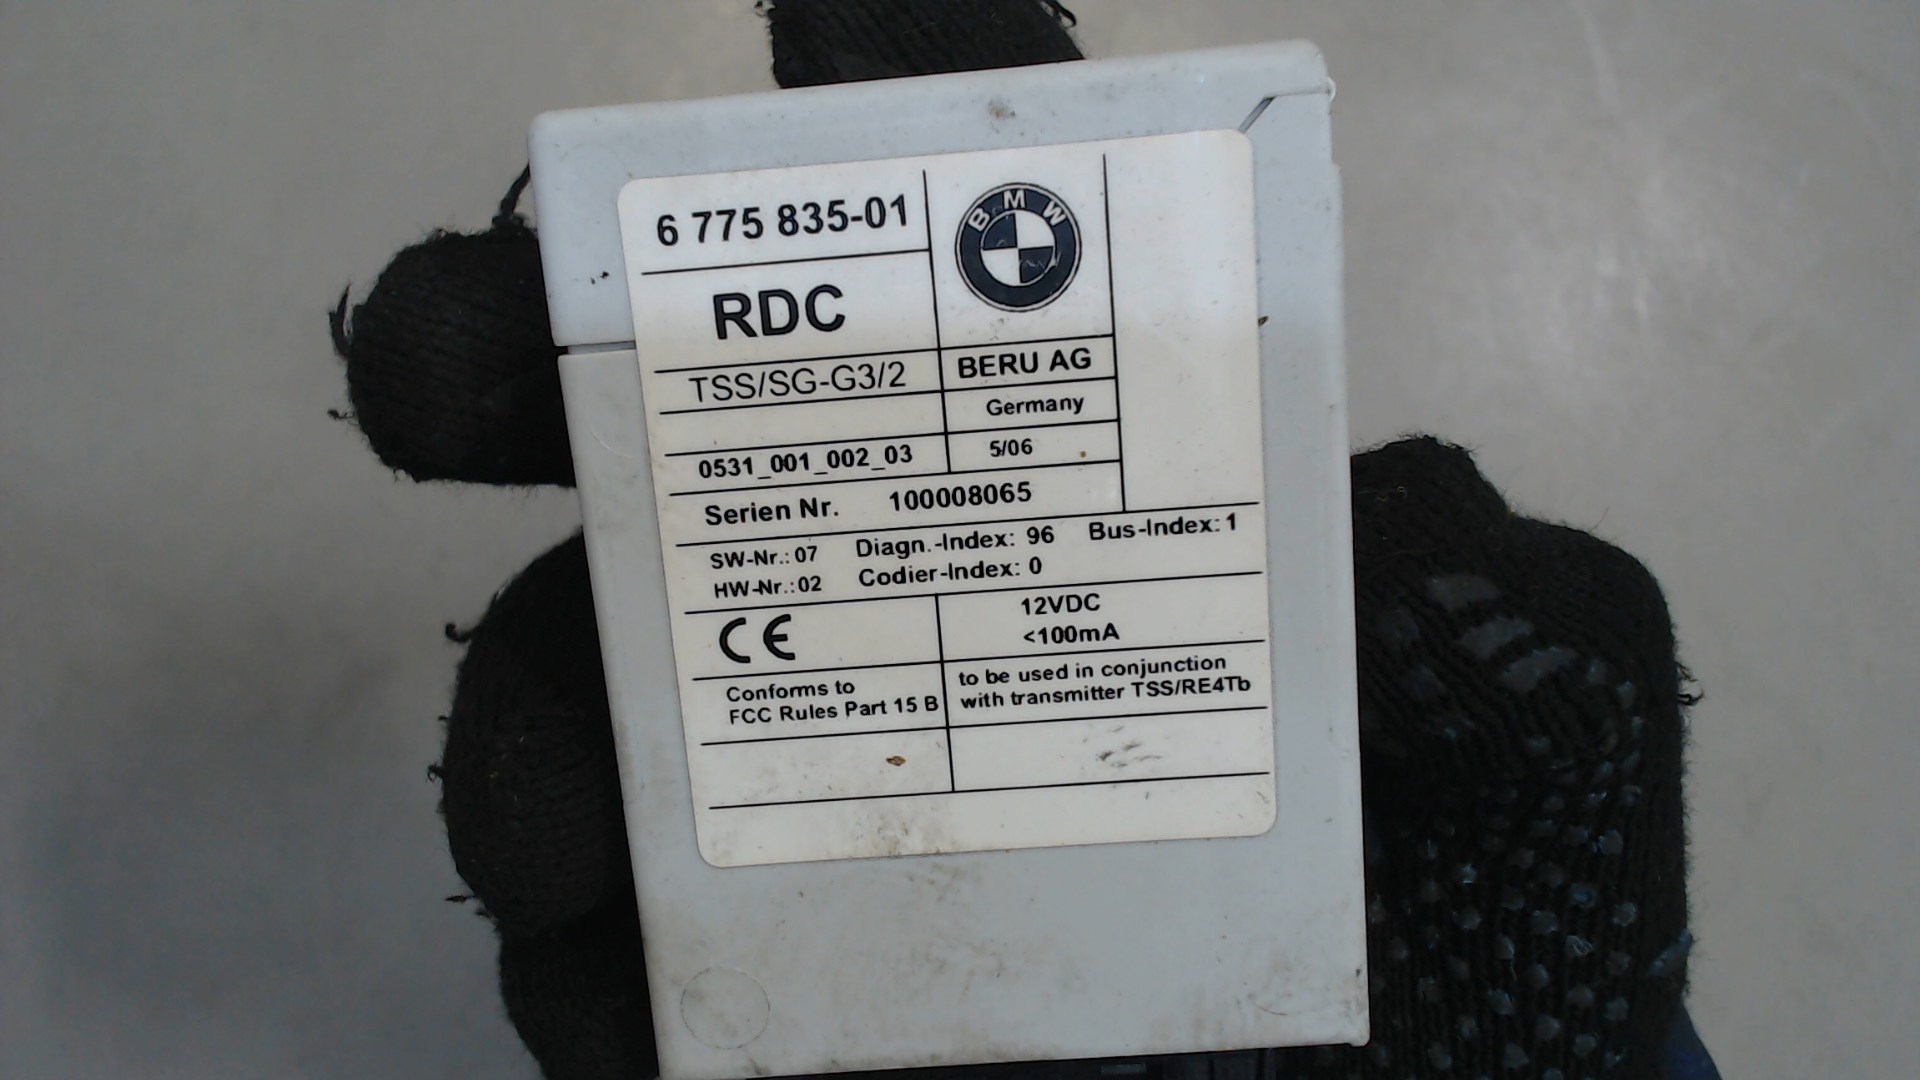 6 775 835-01
BMW
RDC
TSS/SG-G3/2
BERU AG
Germany
0531_001_002_03
5/06
Serien Nr. 100008065
SW-Nr.: 07 Diagn.-Index: 96 Bus-Index: 1
HW-Nr.: 02 Codier-Index: 0
CE
12VDC
<100mA
Conforms to
FCC Rules Part 15 B
to be used in conjunction
with transmitter TSS/RE4Tb